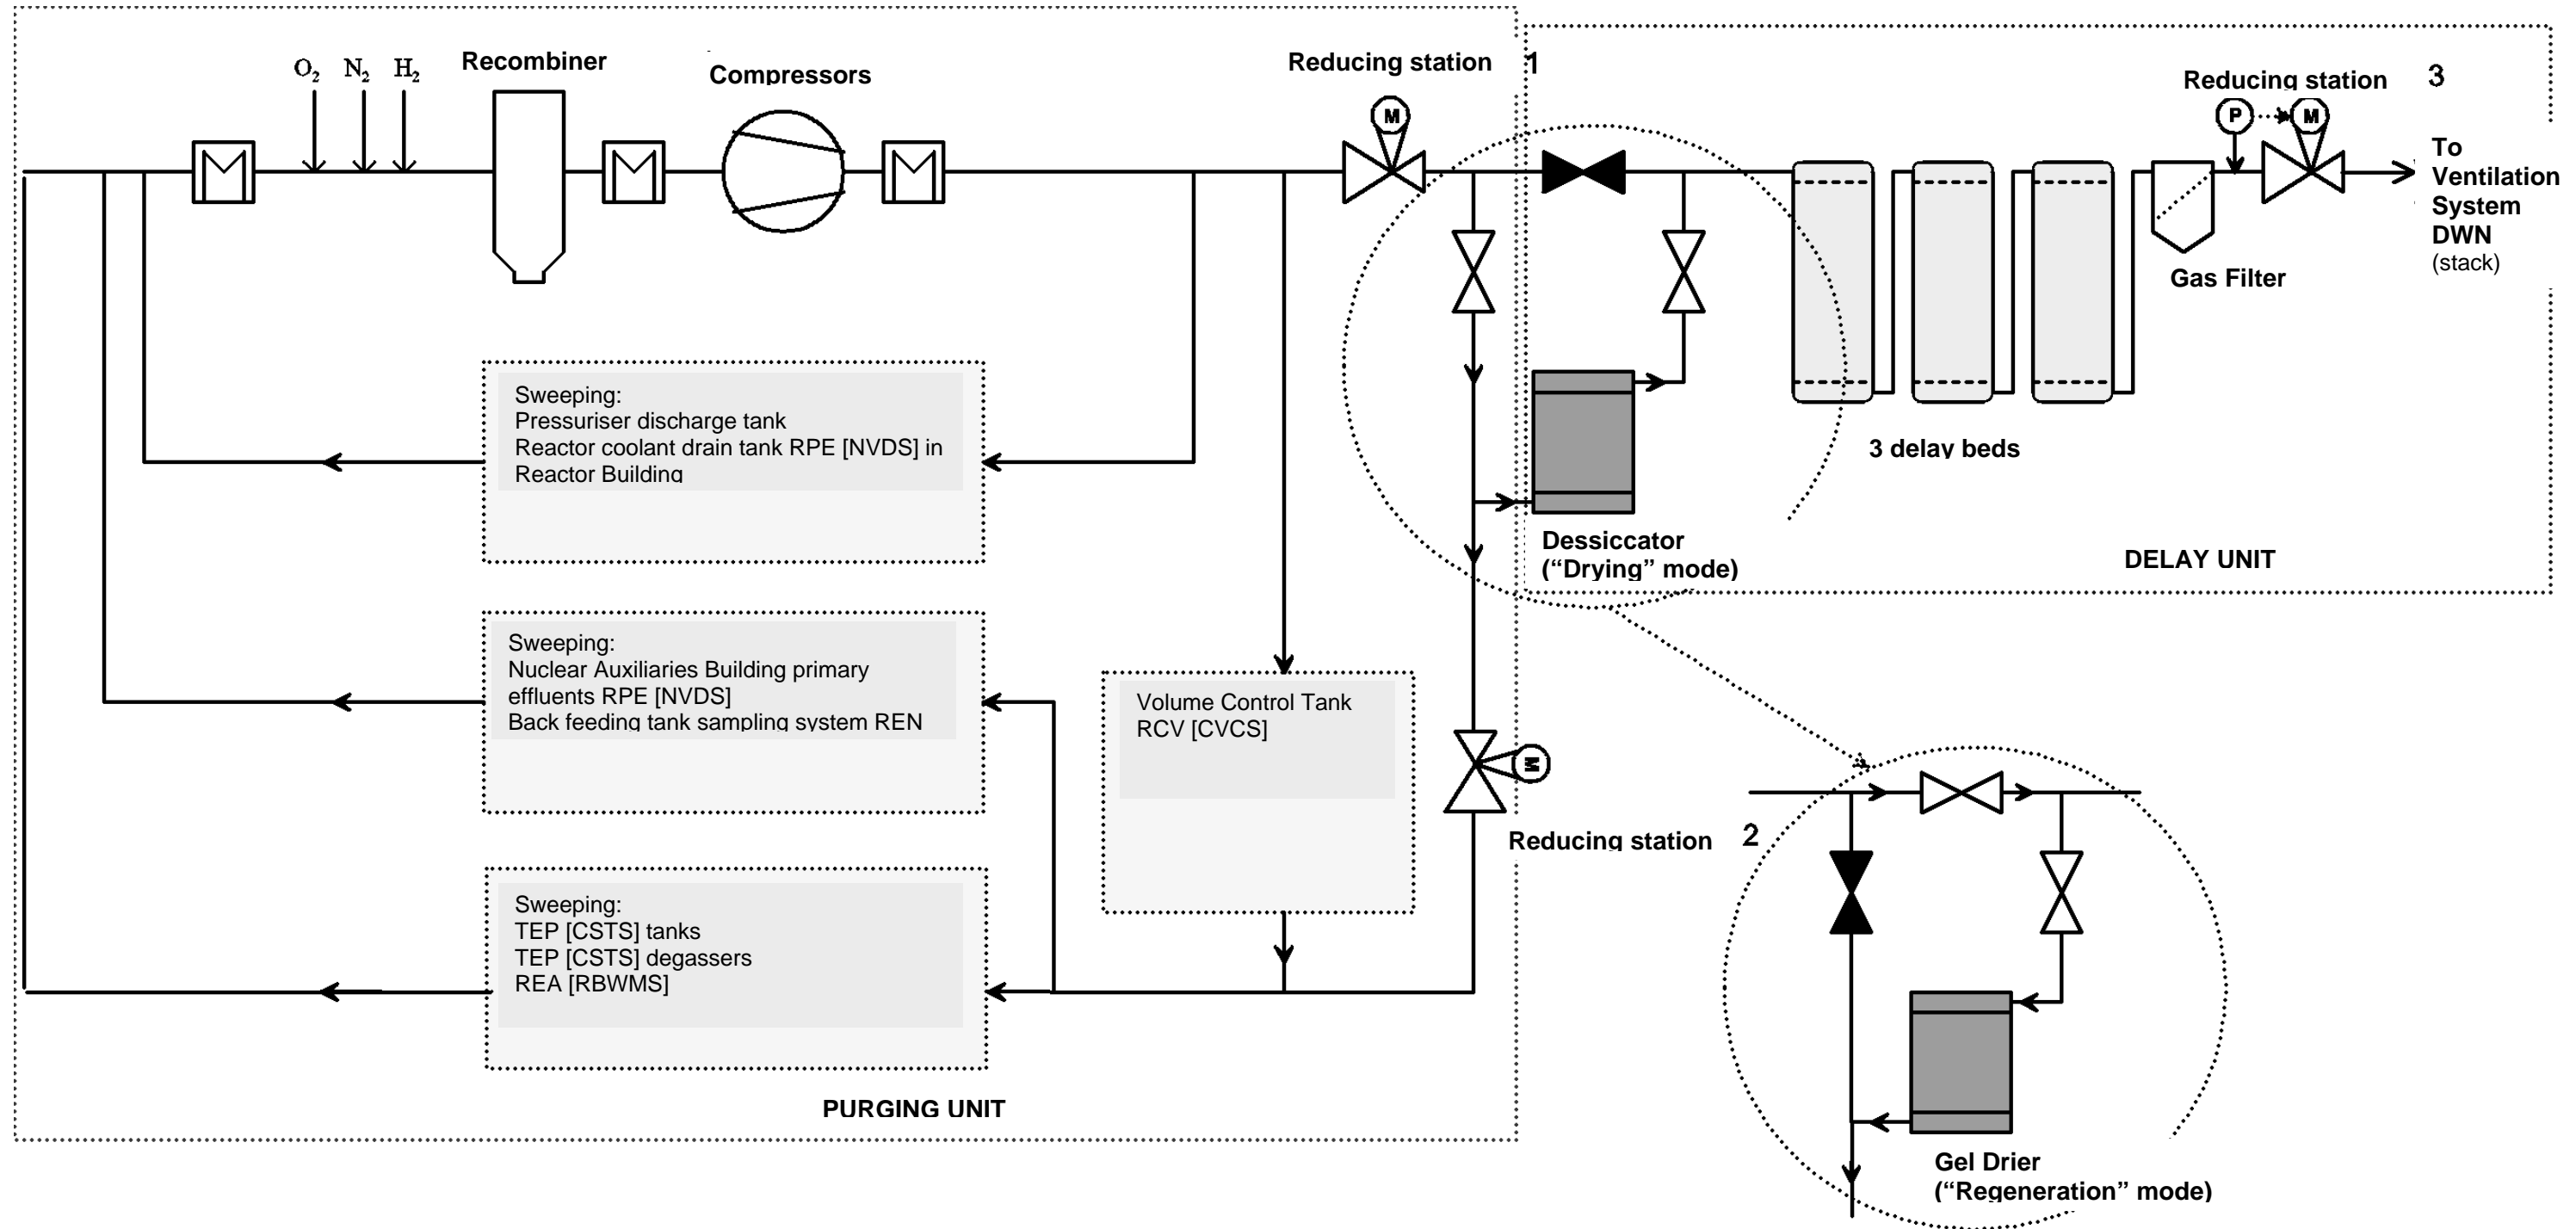 O₂ N₂ H₂
Recombiner
Compressors
Reducing station 1
Reducing station 3
M
P
M
To
Ventilation
System
DWN
(stack)
Gas Filter
3 delay beds
Dessiccator
(“Drying” mode)
DELAY UNIT
Sweeping:
Pressuriser discharge tank
Reactor coolant drain tank RPE [NVDS] in
Reactor Building
Sweeping:
Nuclear Auxiliaries Building primary
effluents RPE [NVDS]
Back feeding tank sampling system REN
Volume Control Tank
RCV [CVCS]
M
Reducing station 2
Sweeping:
TEP [CSTS] tanks
TEP [CSTS] degassers
REA [RBWMS]
PURGING UNIT
Gel Drier
(“Regeneration” mode)